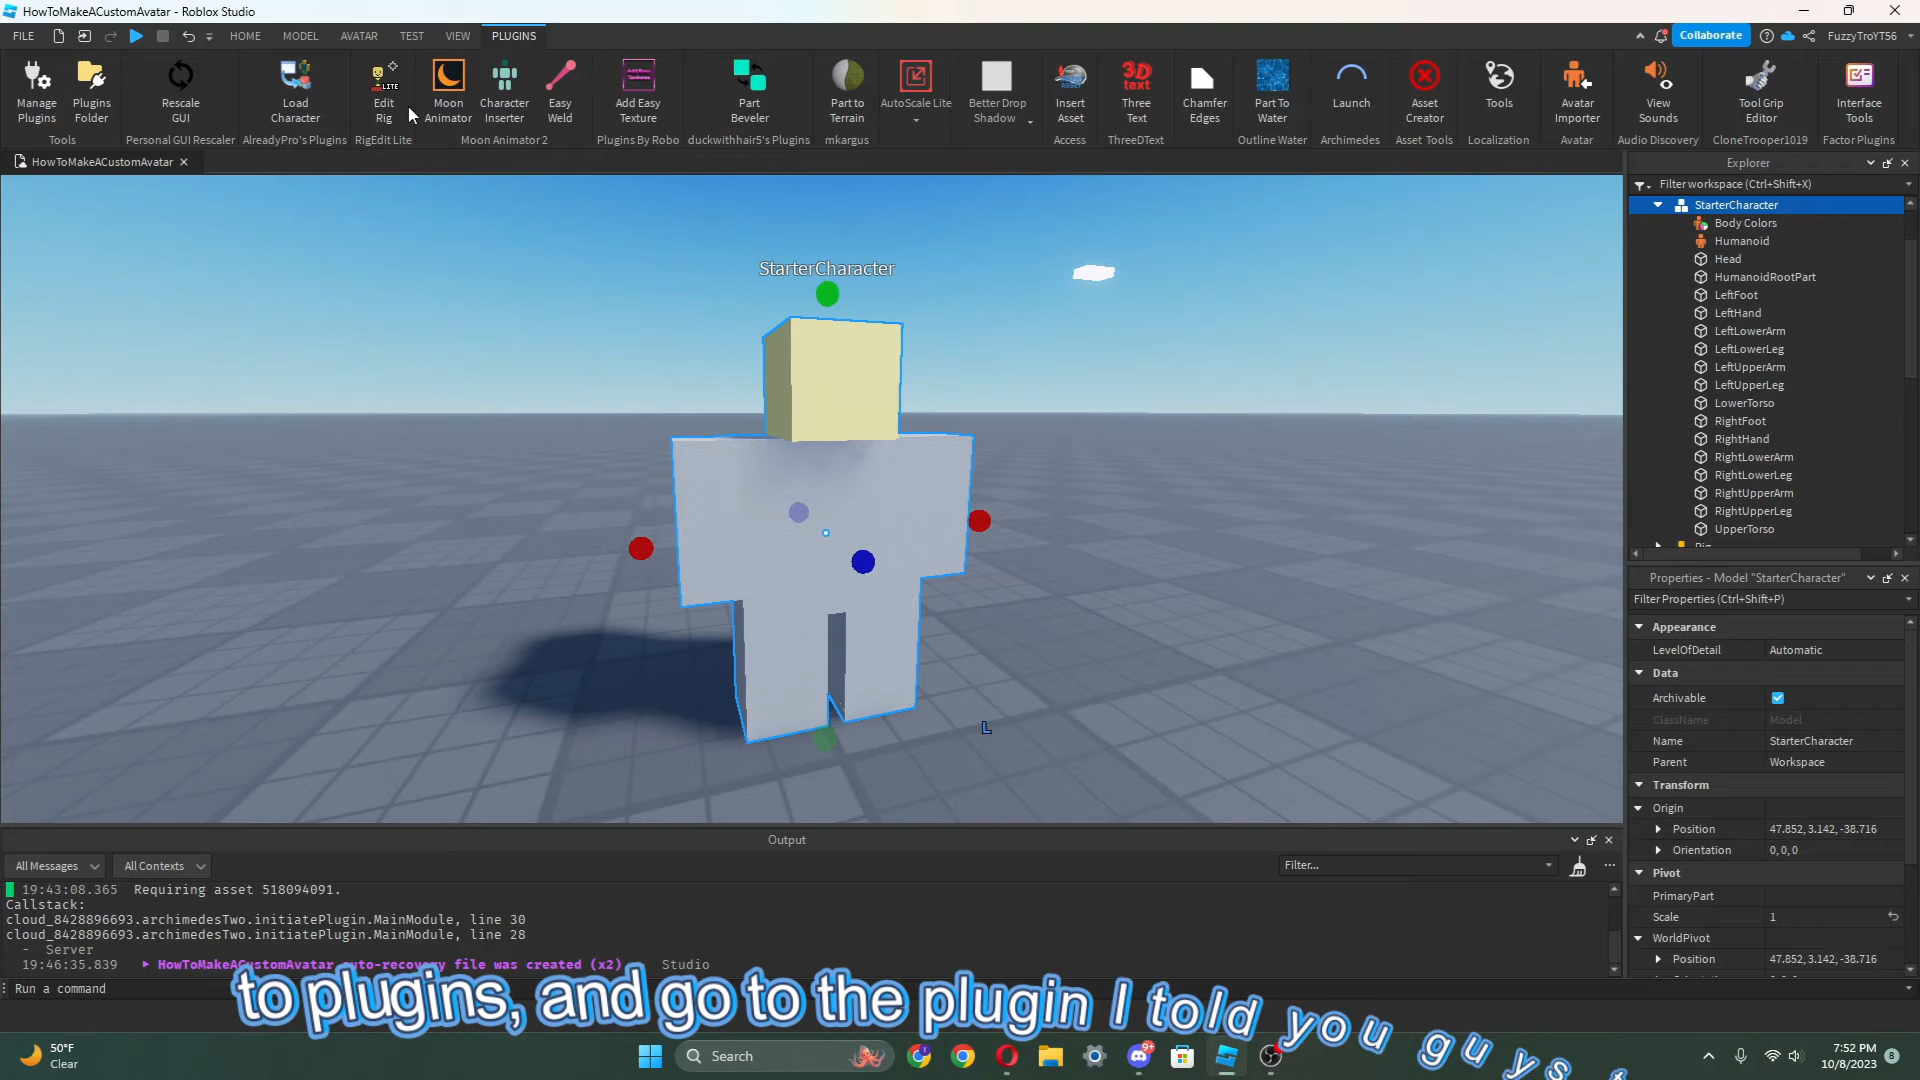 HowToMakeACustomAvatar - Roblox Studio
FILE HOME MODEL AVATAR TEST VIEW PLUGINS Collaborate FuzzyTroYT56
Manage Plugins
Plugins Folder
Tools
Rescale GUI
Personal GUI Rescaler
Load Character
AlreadyPro's Plugins
LITE
Edit Rig
RigEdit Lite
Moon Animator
Character Inserter
Easy Weld
Moon Animator 2
Add Easy Texture
Plugins By Robo
Part Beveler
duckwithhair5's Plugins
Part to Terrain
mkargus
AutoScale Lite
Better Drop Shadow
Insert Asset
Access
3D text
Three Text
ThreeDText
Chamfer Edges
Part To Water
Outline Water
Launch
Archimedes
Asset Creator
Asset Tools
Tools
Localization
Avatar Importer
Avatar
View Sounds
Audio Discovery
Tool Grip Editor
CloneTrooper1019
Interface Tools
Factor Plugins
HowToMakeACustomAvatar
StarterCharacter
L
Explorer
Filter workspace (Ctrl+Shift+X)
StarterCharacter
Body Colors
Humanoid
Head
HumanoidRootPart
LeftFoot
LeftHand
LeftLowerArm
LeftLowerLeg
LeftUpperArm
LeftUpperLeg
LowerTorso
RightFoot
RightHand
RightLowerArm
RightLowerLeg
RightUpperArm
RightUpperLeg
UpperTorso
Properties - Model "StarterCharacter"
Filter Properties (Ctrl+Shift+P)
Appearance
LevelOfDetail Automatic
Data
Archivable
ClassName Model
Name StarterCharacter
Parent Workspace
Transform
Origin
Position 47.852, 3.142, -38.716
Orientation 0, 0, 0
Pivot
PrimaryPart
Scale 1
WorldPivot
Position 47.852, 3.142, -38.716
Output
All Messages All Contexts Filter...
19:43:08.365 Requiring asset 518094091.
Callstack:
cloud_8428896693.archimedesTwo.initiatePlugin.MainModule, line 30
cloud_8428896693.archimedesTwo.initiatePlugin.MainModule, line 28
- Server
19:46:35.839 HowToMakeACustomAvatar auto-recovery file was created (x2) Studio
Run a command
to plugins, and go to the plugin I told you guys
50°F
Clear
Search
9+
7:52 PM
10/8/2023
8